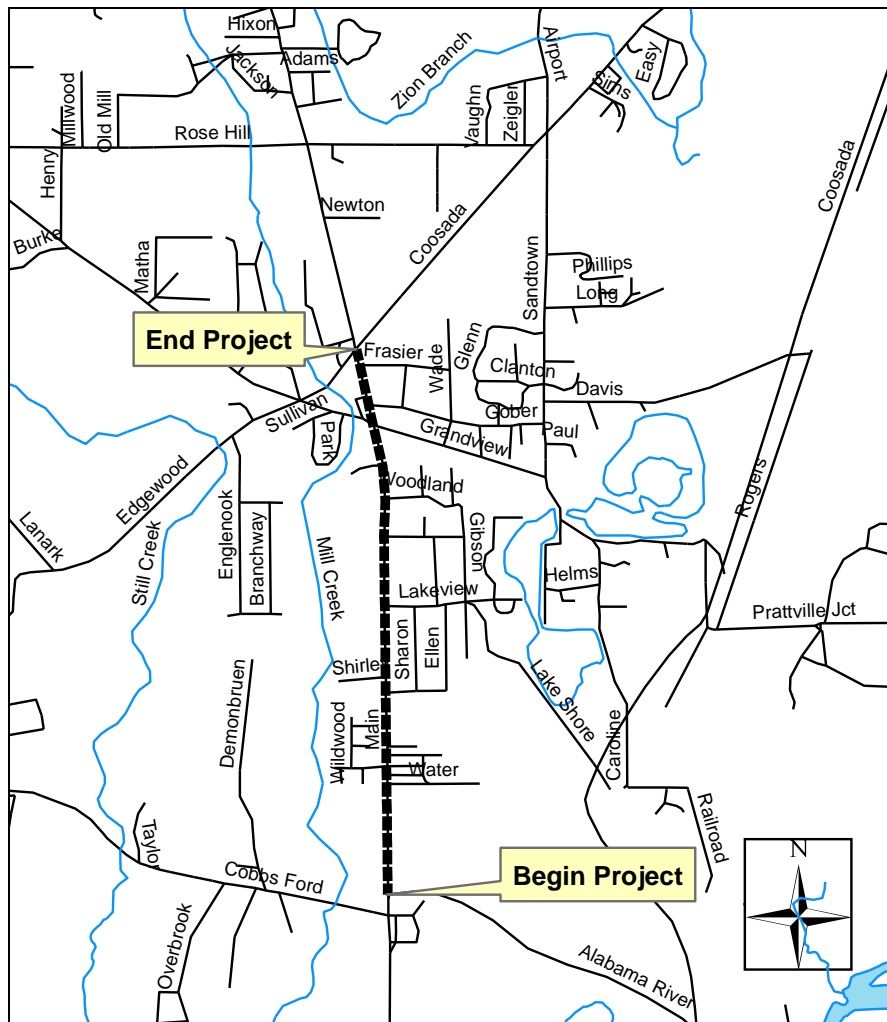 Hixon
Jackson
Adams
Zion Branch
Airport
Sims
Easy
Millwood
Old Mill
Rose Hill
Vaughn
Zeigler
Henry
Coosada
Burke
Newton
Coosada
Matha
Sandtown
Phillips
Long
End Project
Frasier
Wade
Glenn
Clanton
Davis
Sullivan
Park
Gober
Grandview
Paul
Edgewood
Woodland
Rogers
Lanark
Still Creek
Englenook
Branchway
Mill Creek
Gibson
Helms
Lakeview
Prattville Jct
Shirle
Sharon
Ellen
Demonbruen
Lake Shore
Wildwood
Main
Caroline
Water
Railroad
Taylor
Cobbs Ford
Begin Project
N
Overbrook
Alabama River